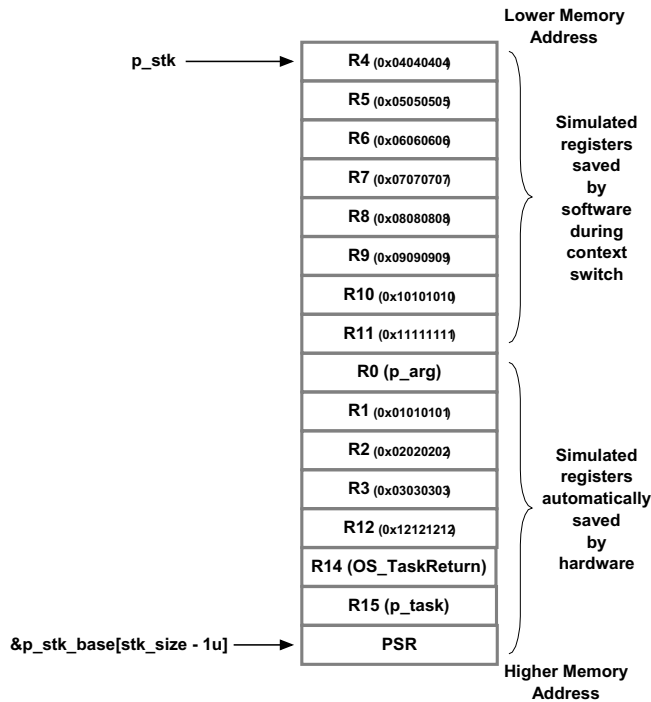 Lower Memory
Address
p_stk
R4 (0x04040404)
R5 (0x05050505)
R6 (0x06060606)
R7 (0x07070707)
R8 (0x08080808)
R9 (0x09090909)
R10 (0x10101010)
R11 (0x11111111)
Simulated
registers
saved
by
software
during
context
switch
R0 (p_arg)
R1 (0x01010101)
R2 (0x02020202)
R3 (0x03030303)
R12 (0x12121212)
R14 (OS_TaskReturn)
R15 (p_task)
&p_stk_base[stk_size - 1u]
PSR
Simulated
registers
automatically
saved
by
hardware
Higher Memory
Address